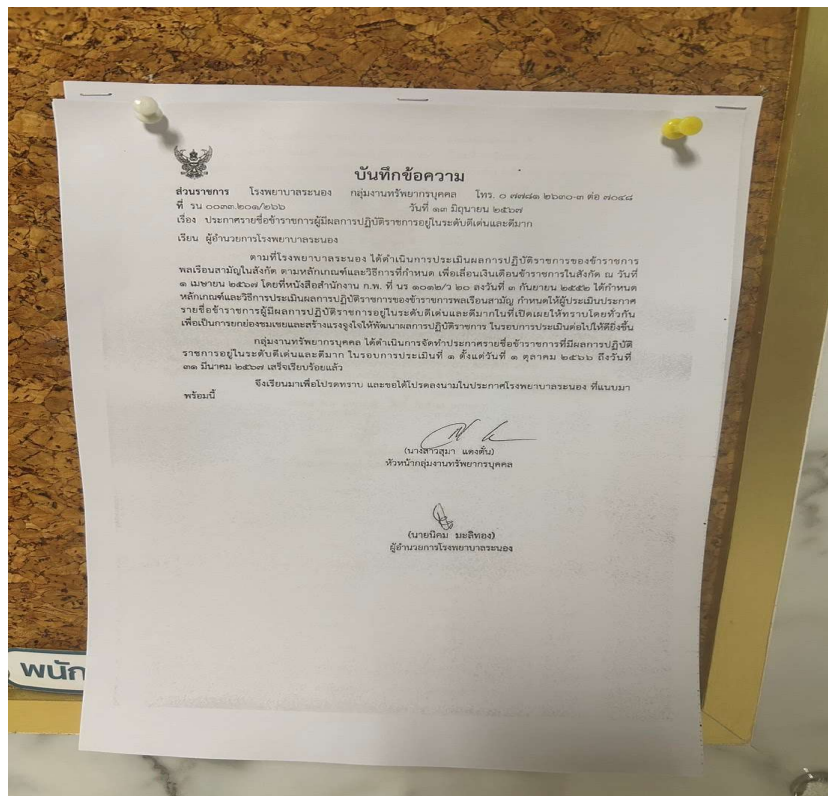 บันทึกข้อความ
ส่วนราชการ โรงพยาบาลระนอง กลุ่มงานทรัพยากรบุคคล โทร. ๐ ๗๗๘๑ ๒๖๓๐-๓ ต่อ ๗๐๔๘
ที่ รน ๐๐๓๓.๒๐๑/๒๖๖ วันที่ ๑๓ มิถุนายน ๒๕๖๗
เรื่อง ประกาศรายชื่อข้าราชการผู้มีผลการปฏิบัติราชการอยู่ในระดับดีเด่นและดีมาก
เรียน ผู้อำนวยการโรงพยาบาลระนอง
ตามที่โรงพยาบาลระนอง ได้ดำเนินการประเมินผลการปฏิบัติราชการของข้าราชการ
พลเรือนสามัญในสังกัด ตามหลักเกณฑ์และวิธีการที่กำหนด เพื่อเลื่อนเงินเดือนข้าราชการในสังกัด ณ วันที่
๑ เมษายน ๒๕๖๗ โดยที่หนังสือสำนักงาน ก.พ. ที่ นร ๑๐๑๒/ว ๒๐ ลงวันที่ ๓ กันยายน ๒๕๕๒ ได้กำหนด
หลักเกณฑ์และวิธีการประเมินผลการปฏิบัติราชการของข้าราชการพลเรือนสามัญ กำหนดให้ผู้ประเมินประกาศ
รายชื่อข้าราชการผู้มีผลการปฏิบัติราชการอยู่ในระดับดีเด่นและดีมากในที่เปิดเผยให้ทราบโดยทั่วกัน
เพื่อเป็นการยกย่องชมเชยและสร้างแรงจูงใจให้พัฒนาผลการปฏิบัติราชการ ในรอบการประเมินต่อไปให้ดียิ่งขึ้น
กลุ่มงานทรัพยากรบุคคล ได้ดำเนินการจัดทำประกาศรายชื่อข้าราชการที่มีผลการปฏิบัติ
ราชการอยู่ในระดับดีเด่นและดีมาก ในรอบการประเมินที่ ๑ ตั้งแต่วันที่ ๑ ตุลาคม ๒๕๖๖ ถึงวันที่
๓๑ มีนาคม ๒๕๖๗ เสร็จเรียบร้อยแล้ว
จึงเรียนมาเพื่อโปรดทราบ และขอได้โปรดลงนามในประกาศโรงพยาบาลระนอง ที่แนบมา
พร้อมนี้
(นางสาวสุมา แดงตั่น)
หัวหน้ากลุ่มงานทรัพยากรบุคคล
(นายนิคม มะลิทอง)
ผู้อำนวยการโรงพยาบาลระนอง
พนัก